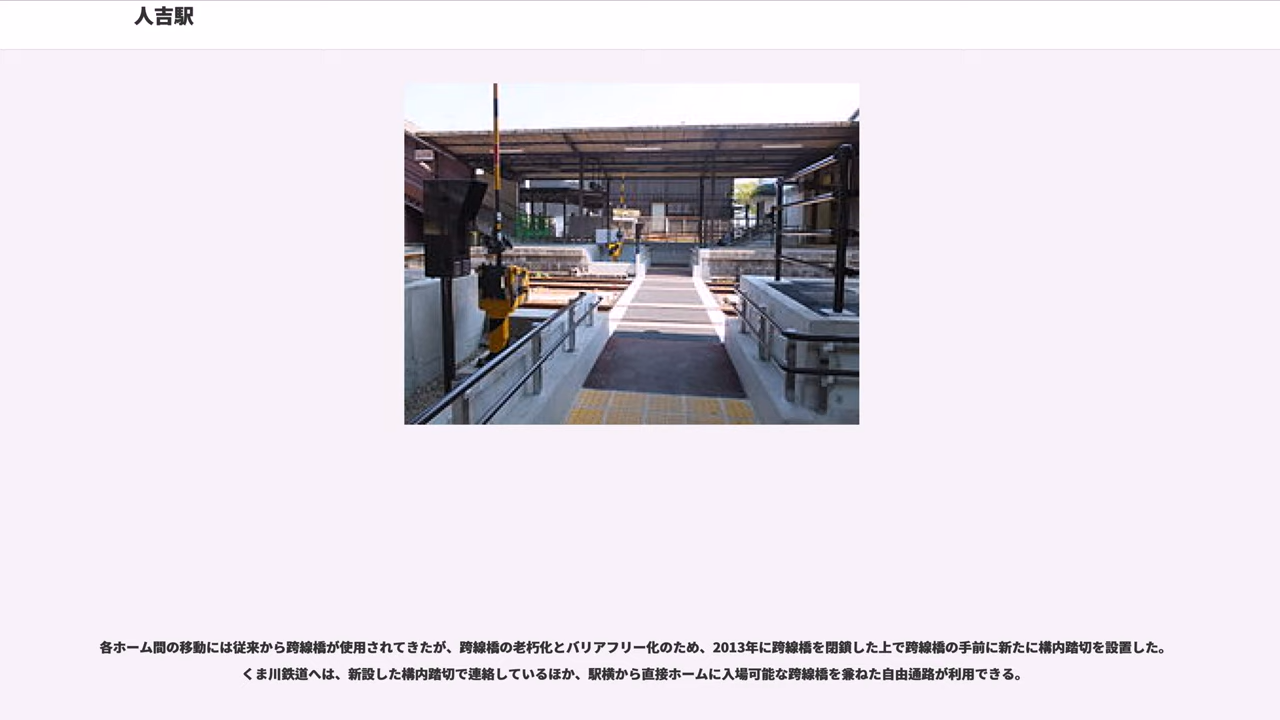 人吉駅
各ホーム間の移動には従来から跨線橋が使用されてきたが、跨線橋の老朽化とバリアフリー化のため、2013年に跨線橋を閉鎖した上で跨線橋の手前に新たに構内踏切を設置した。
くま川鉄道へは、新設した構内踏切で連絡しているほか、駅横から直接ホームに入場可能な跨線橋を兼ねた自由通路が利用できる。